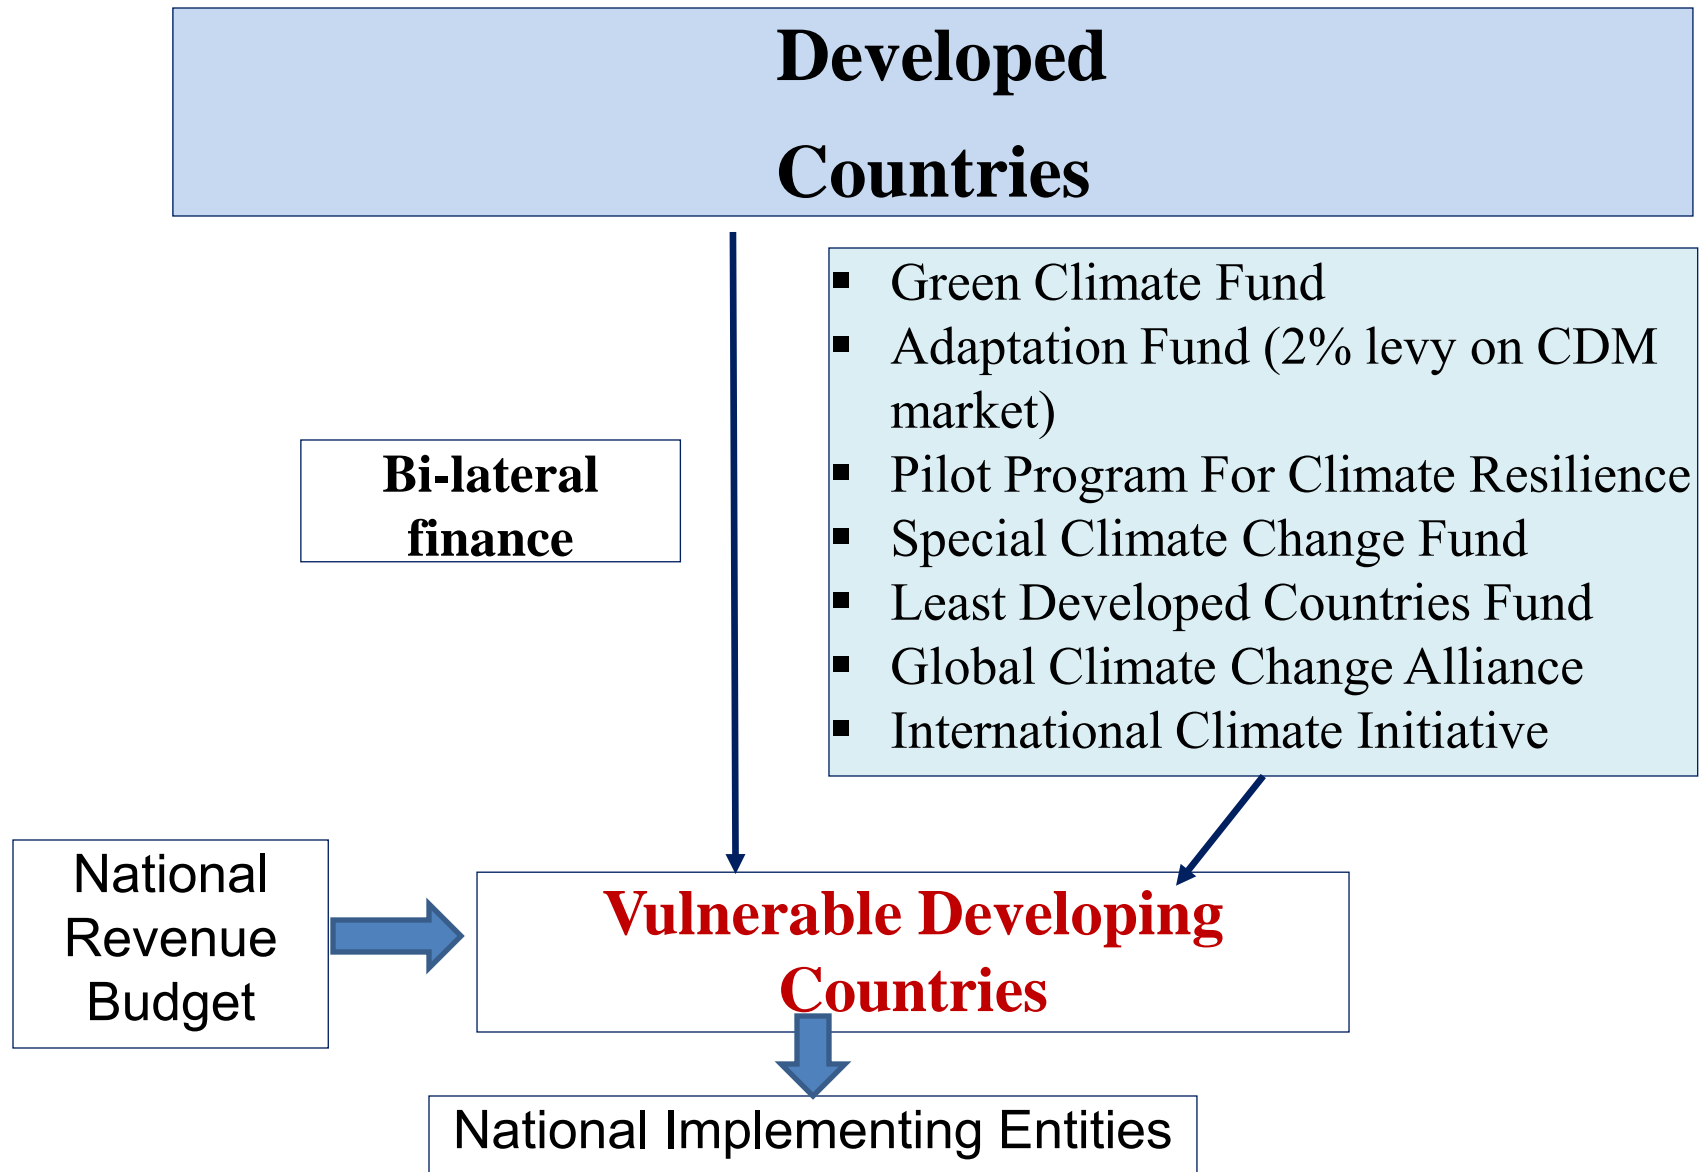 Developed
Countries
Green Climate Fund
Adaptation Fund (2% levy on CDM
market)
Pilot Program For Climate Resilience
Special Climate Change Fund
Least Developed Countries Fund
Global Climate Change Alliance
International Climate Initiative
Bi-lateral
finance
National
Revenue
Budget
Vulnerable Developing
Countries
National Implementing Entities